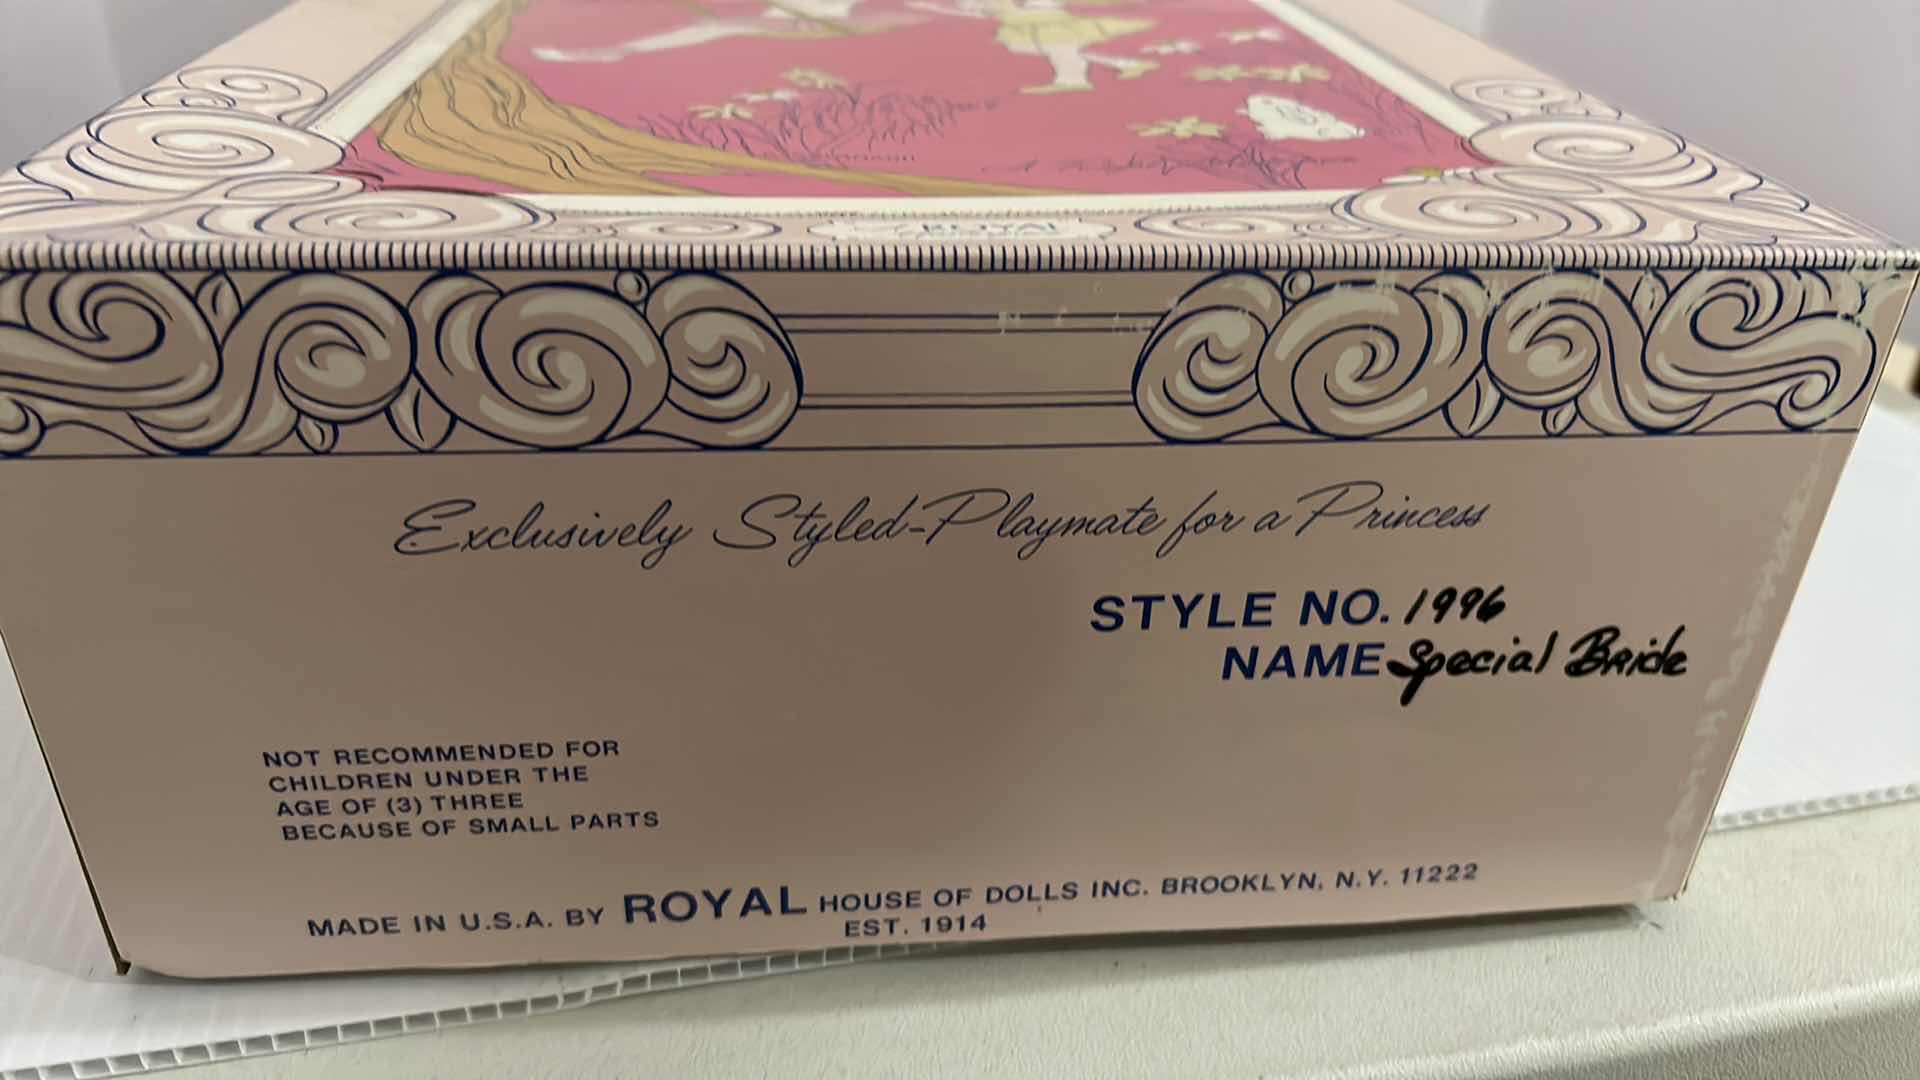 ROYAL
Exclusively Styled-Playmate for a Princess
STYLE NO. 1996
NAME Special Bride
NOT RECOMMENDED FOR
CHILDREN UNDER THE
AGE OF (3) THREE
BECAUSE OF SMALL PARTS
MADE IN U.S.A. BY ROYAL HOUSE OF DOLLS INC. BROOKLYN, N.Y. 11222
EST. 1914